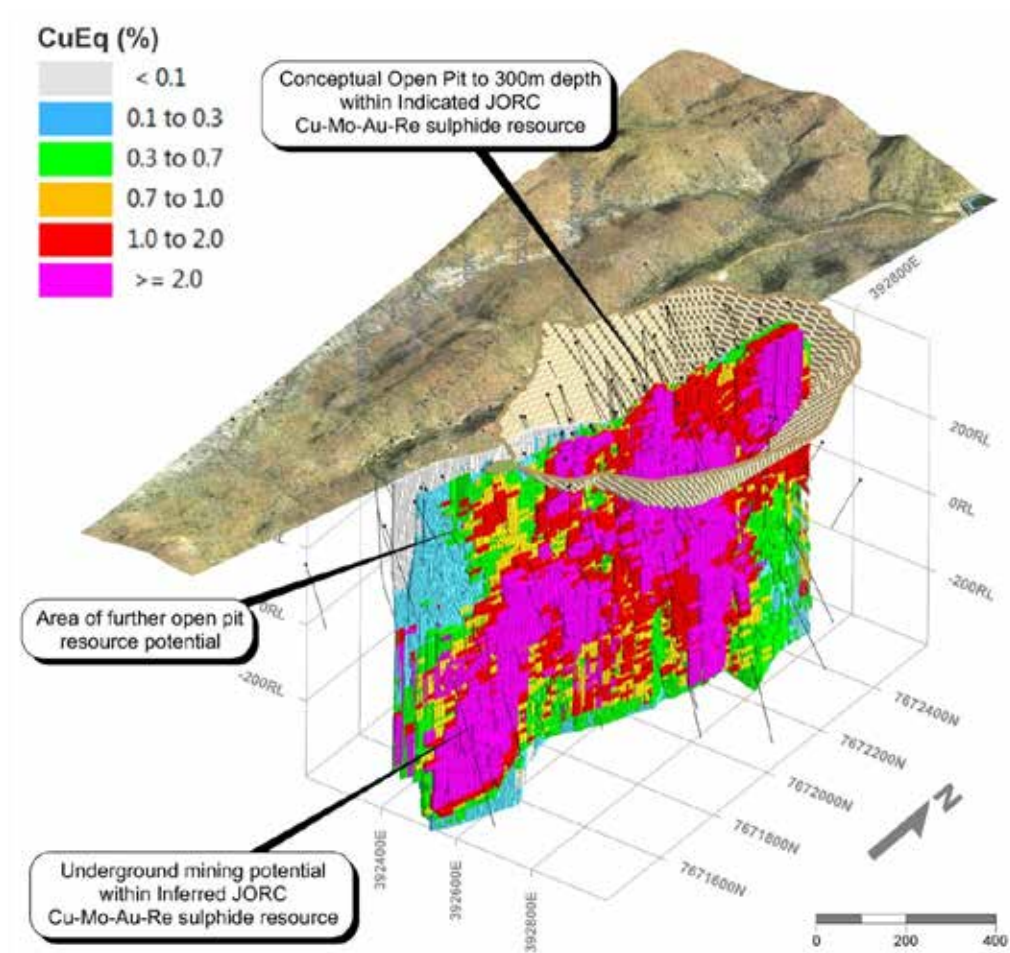 CuEq (%)
< 0.1
0.1 to 0.3
0.3 to 0.7
0.7 to 1.0
1.0 to 2.0
>= 2.0
Conceptual Open Pit to 300m depth
within Indicated JORC
Cu-Mo-Au-Re sulphide resource
392800E
200RL
0RL
-200RL
Area of further open pit
resource potential
-200RL
7672400N
7672200N
7672000N
7671800N
7671600N
N
Underground mining potential
within Inferred JORC
Cu-Mo-Au-Re sulphide resource
392400E
392600E
392800E
0 200 400